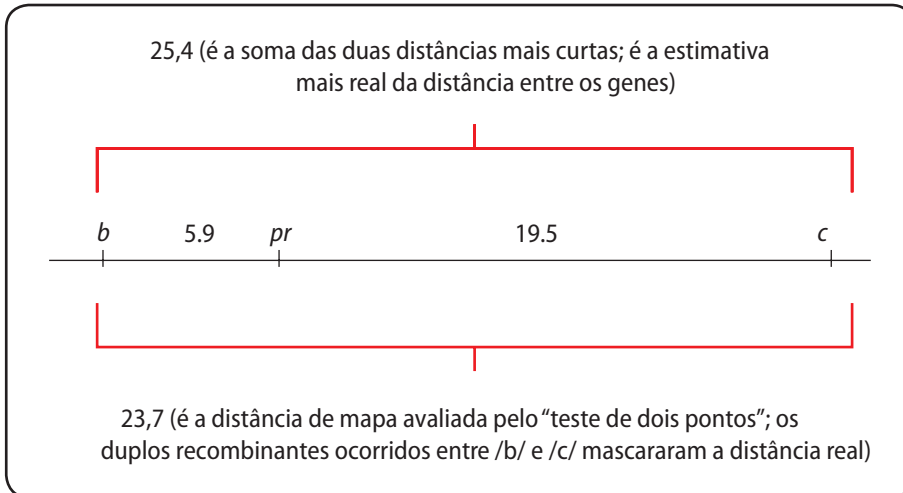 25,4 (é a soma das duas distâncias mais curtas; é a estimativa
mais real da distância entre os genes)
b 5.9 pr 19.5 c
23,7 (é a distância de mapa avaliada pelo “teste de dois pontos”; os
duplos recombinantes ocorridos entre /b/ e /c/ mascararam a distância real)